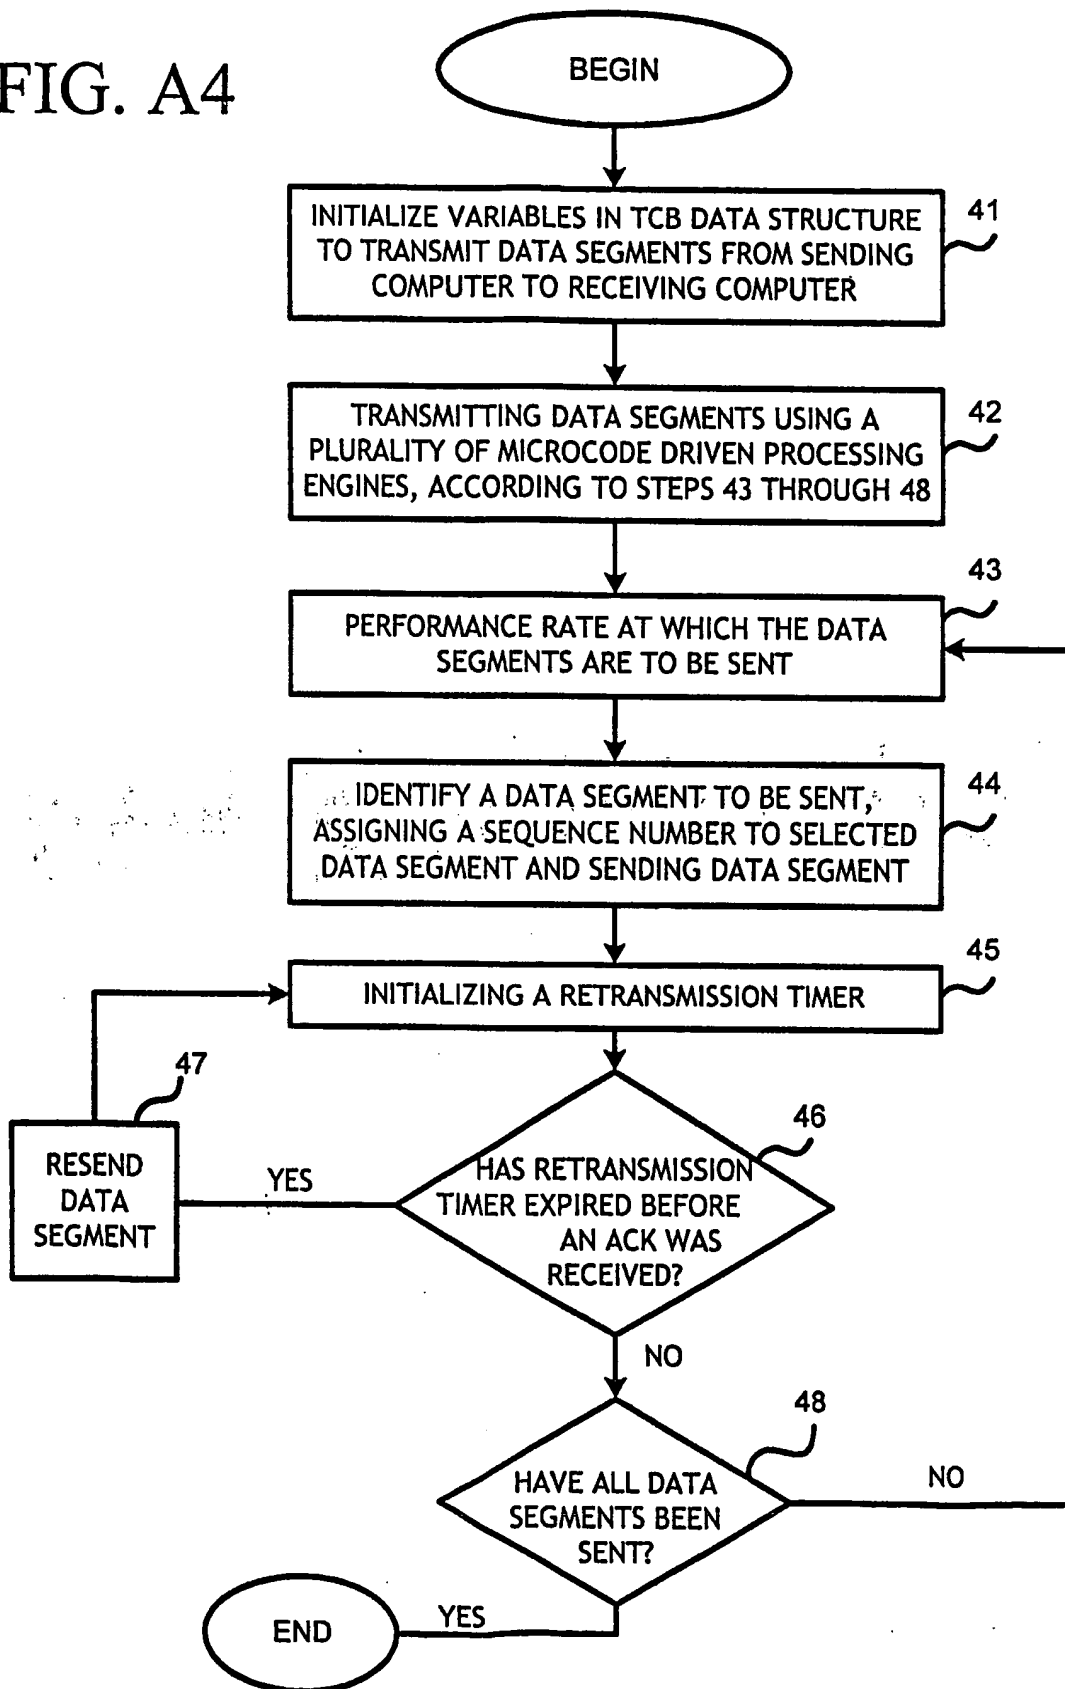 FIG. A4
BEGIN
INITIALIZE VARIABLES IN TCB DATA STRUCTURE
TO TRANSMIT DATA SEGMENTS FROM SENDING
COMPUTER TO RECEIVING COMPUTER
41
TRANSMITTING DATA SEGMENTS USING A
PLURALITY OF MICROCODE DRIVEN PROCESSING
ENGINES, ACCORDING TO STEPS 43 THROUGH 48
42
PERFORMANCE RATE AT WHICH THE DATA
SEGMENTS ARE TO BE SENT
43
IDENTIFY A DATA SEGMENT TO BE SENT,
ASSIGNING A SEQUENCE NUMBER TO SELECTED
DATA SEGMENT AND SENDING DATA SEGMENT
44
INITIALIZING A RETRANSMISSION TIMER
45
47
RESEND
DATA
SEGMENT
YES
HAS RETRANSMISSION
TIMER EXPIRED BEFORE
AN ACK WAS
RECEIVED?
46
NO
HAVE ALL DATA
SEGMENTS BEEN
SENT?
48
NO
YES
END